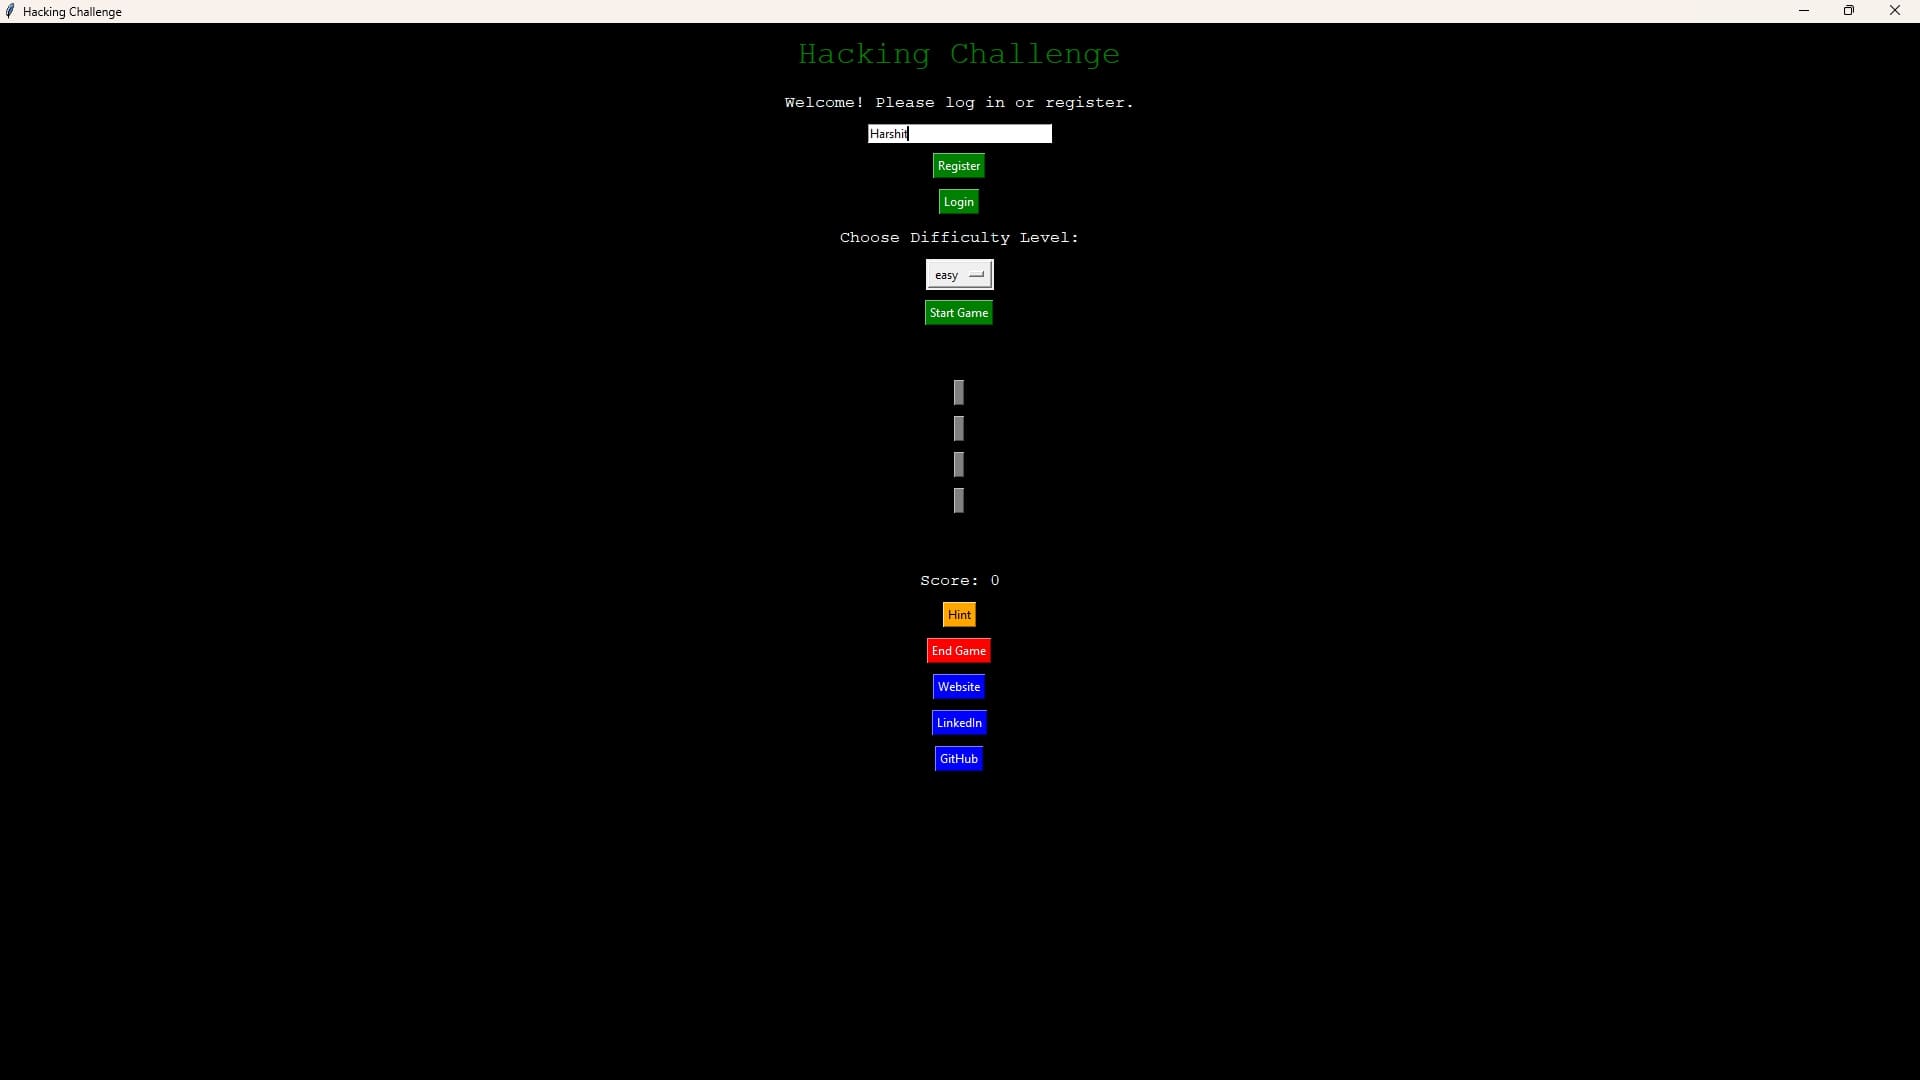 Hacking Challenge
Hacking Challenge
Welcome! Please log in or register.
Harshit
Register
Login
Choose Difficulty Level:
easy
Start Game
Score: 0
Hint
End Game
Website
LinkedIn
GitHub